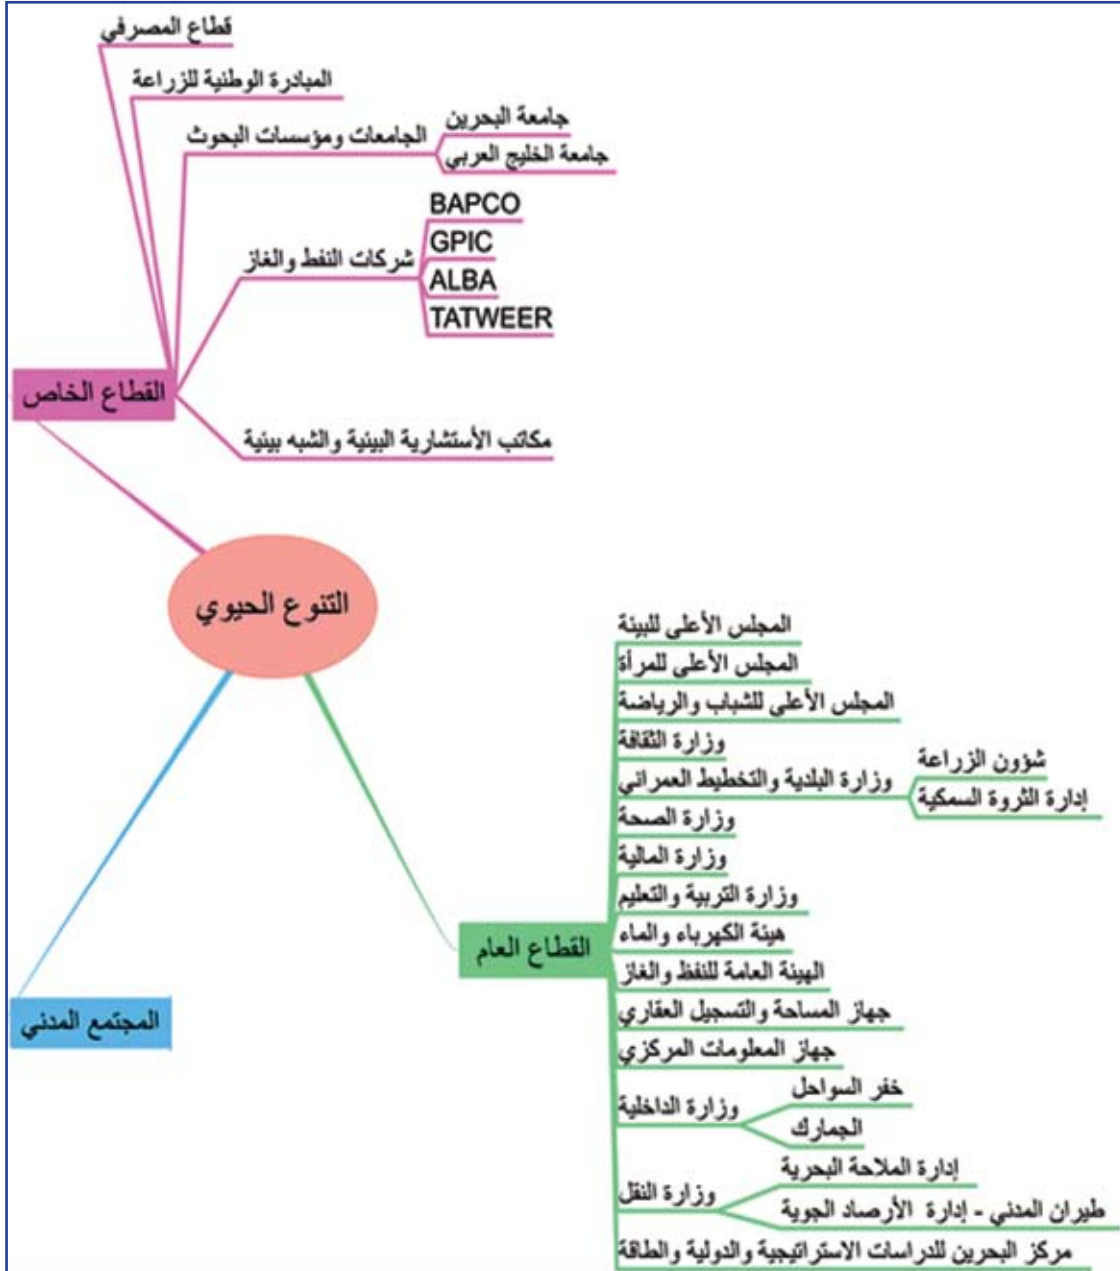 قطاع المصرفي
المبادرة الوطنية للزراعة
الجامعات ومؤسسات البحوث
جامعة البحرين
جامعة الخليج العربي
شركات النفط والغاز
BAPCO
GPIC
ALBA
TATWEER
القطاع الخاص
مكاتب الأستشارية البيئية والشبه بيئية
التنوع الحيوي
المجلس الأعلى للبيئة
المجلس الأعلى للمرأة
المجلس الأعلى للشباب والرياضة
وزارة الثقافة
وزارة البلدية والتخطيط العمراني
شؤون الزراعة
إدارة الثروة السمكية
وزارة الصحة
وزارة المالية
وزارة التربية والتعليم
هيئة الكهرباء والماء
القطاع العام
الهيئة العامة للنفظ والغاز
جهاز المساحة والتسجيل العقاري
المجتمع المدني
جهاز المعلومات المركزي
وزارة الداخلية
خفر السواحل
الجمارك
وزارة النقل
إدارة الملاحة البحرية
طيران المدني - إدارة الأرصاد الجوية
مركز البحرين للدراسات الاستراتيجية والدولية والطاقة